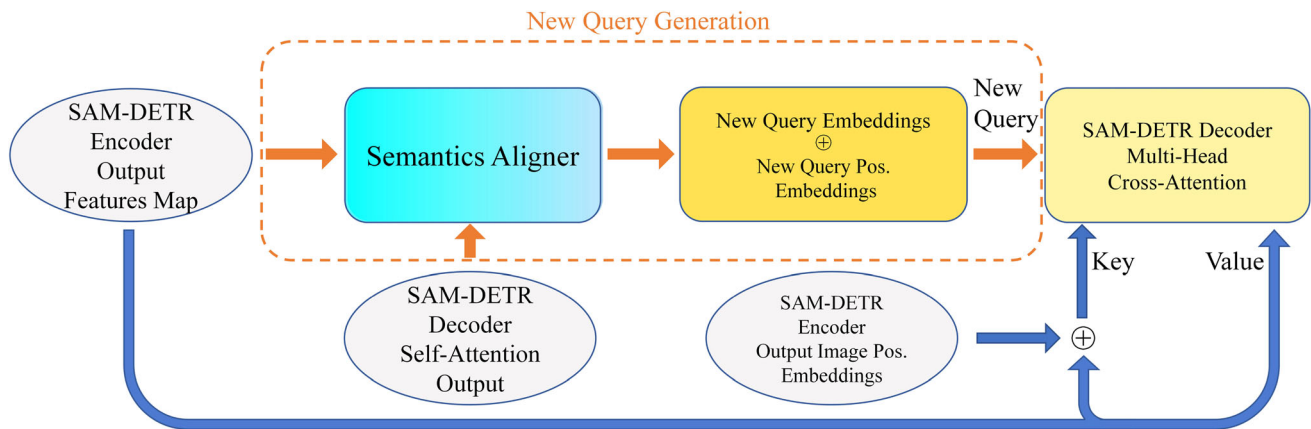 New Query Generation
SAM-DETR
Encoder
Output
Features Map
Semantics Aligner
New Query Embeddings
⊕
New Query Pos.
Embeddings
New
Query
SAM-DETR Decoder
Multi-Head
Cross-Attention
Key
Value
SAM-DETR
Decoder
Self-Attention
Output
SAM-DETR
Encoder
Output Image Pos.
Embeddings
⊕